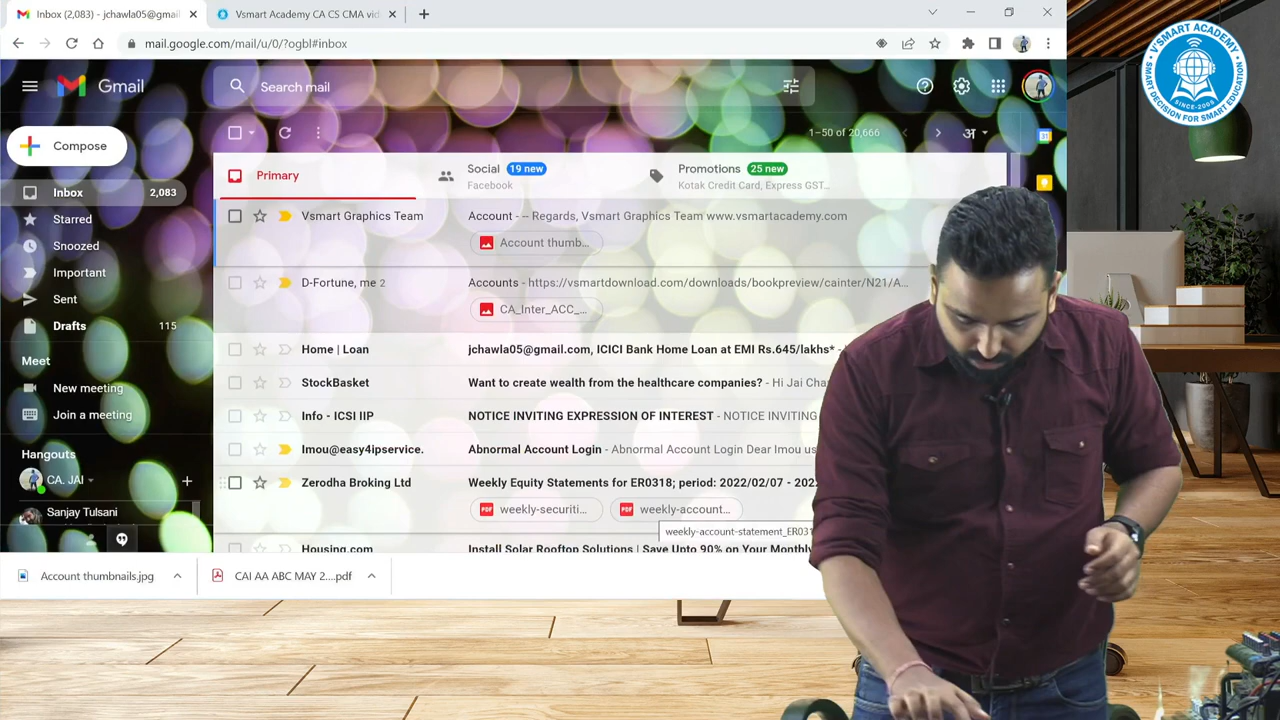 Inbox (2,083) - jchawla05@gmail
Vsmart Academy CA CS CMA vid
mail.google.com/mail/u/0/?ogbl#inbox
V'SMART ACADEMY
SINCE-2009
SMART DECISION FOR SMART EDUCATION
Gmail
Search mail
Compose
1–50 of 20,666
अ
31
Primary
Social 19 new
Facebook
Promotions 25 new
Kotak Credit Card, Express GST...
Inbox 2,083
Starred
Snoozed
Important
Sent
Drafts 115
Meet
New meeting
Join a meeting
Hangouts
CA. JAI
Sanjay Tulsani
Vsmart Graphics Team Account - -- Regards, Vsmart Graphics Team www.vsmartacademy.com
Account thumb...
D-Fortune, me 2 Accounts - https://vsmartdownload.com/downloads/bookpreview/cainter/N21/A...
CA_Inter_ACC_...
Home | Loan jchawla05@gmail.com, ICICI Bank Home Loan at EMI Rs.645/lakhs*
StockBasket Want to create wealth from the healthcare companies? - Hi Jai Cha
Info - ICSI IIP NOTICE INVITING EXPRESSION OF INTEREST - NOTICE INVITING
Imou@easy4ipservice. Abnormal Account Login - Abnormal Account Login Dear Imou us
Zerodha Broking Ltd Weekly Equity Statements for ER0318; period: 2022/02/07 - 202
PDF weekly-securiti... PDF weekly-account...
weekly-account-statement_ER031
Housing.com Install Solar Rooftop Solutions | Save Upto 90% on Your Monthly
Account thumbnails.jpg
CAI AA ABC MAY 2....pdf